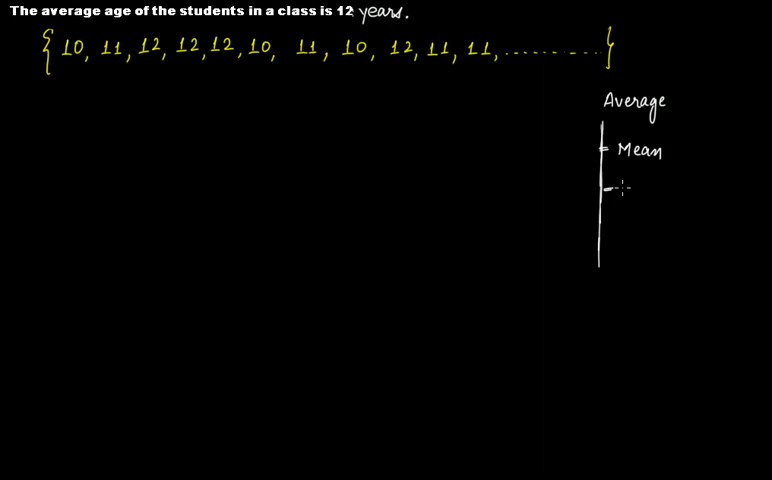 The average age of the students in a class is 12 years.
{ 10, 11, 12, 12, 12, 10, 11, 10, 12, 11, 11, ........... }
Average
Mean